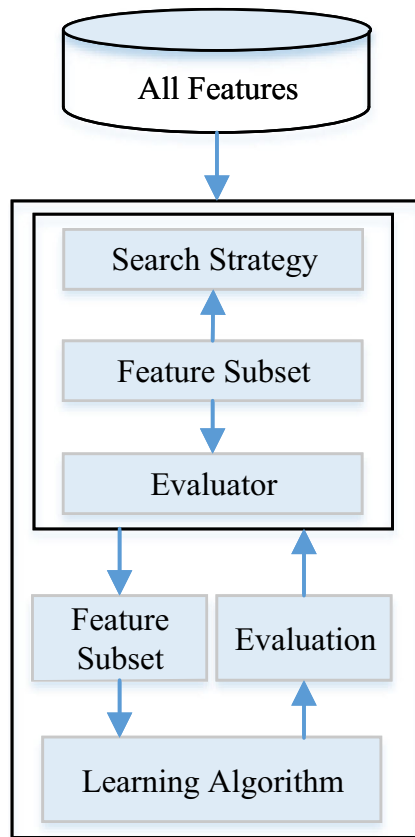 All Features
Search Strategy
Feature Subset
Evaluator
Feature
Subset
Evaluation
Learning Algorithm